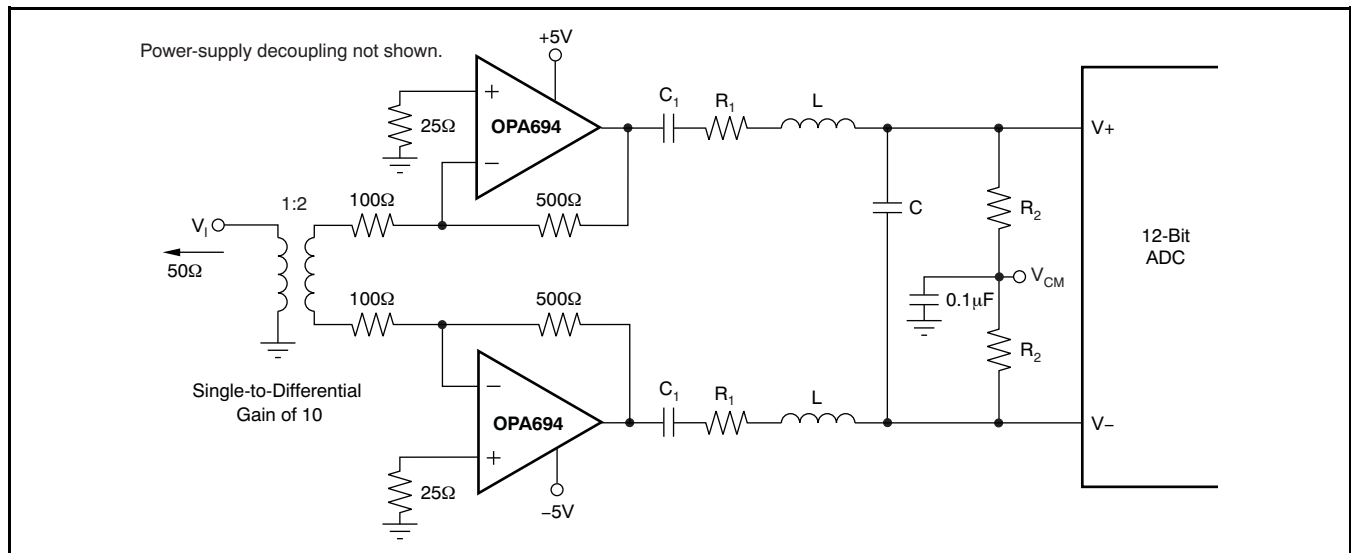 Power-supply decoupling not shown.
+5V
+
25Ω
OPA694
−
C1
R1
L
V+
1:2
100Ω
500Ω
C
R2
VI
50Ω
12-Bit
ADC
VCM
0.1μF
100Ω
500Ω
R2
Single-to-Differential
Gain of 10
−
OPA694
+
C1
R1
L
V−
25Ω
−5V